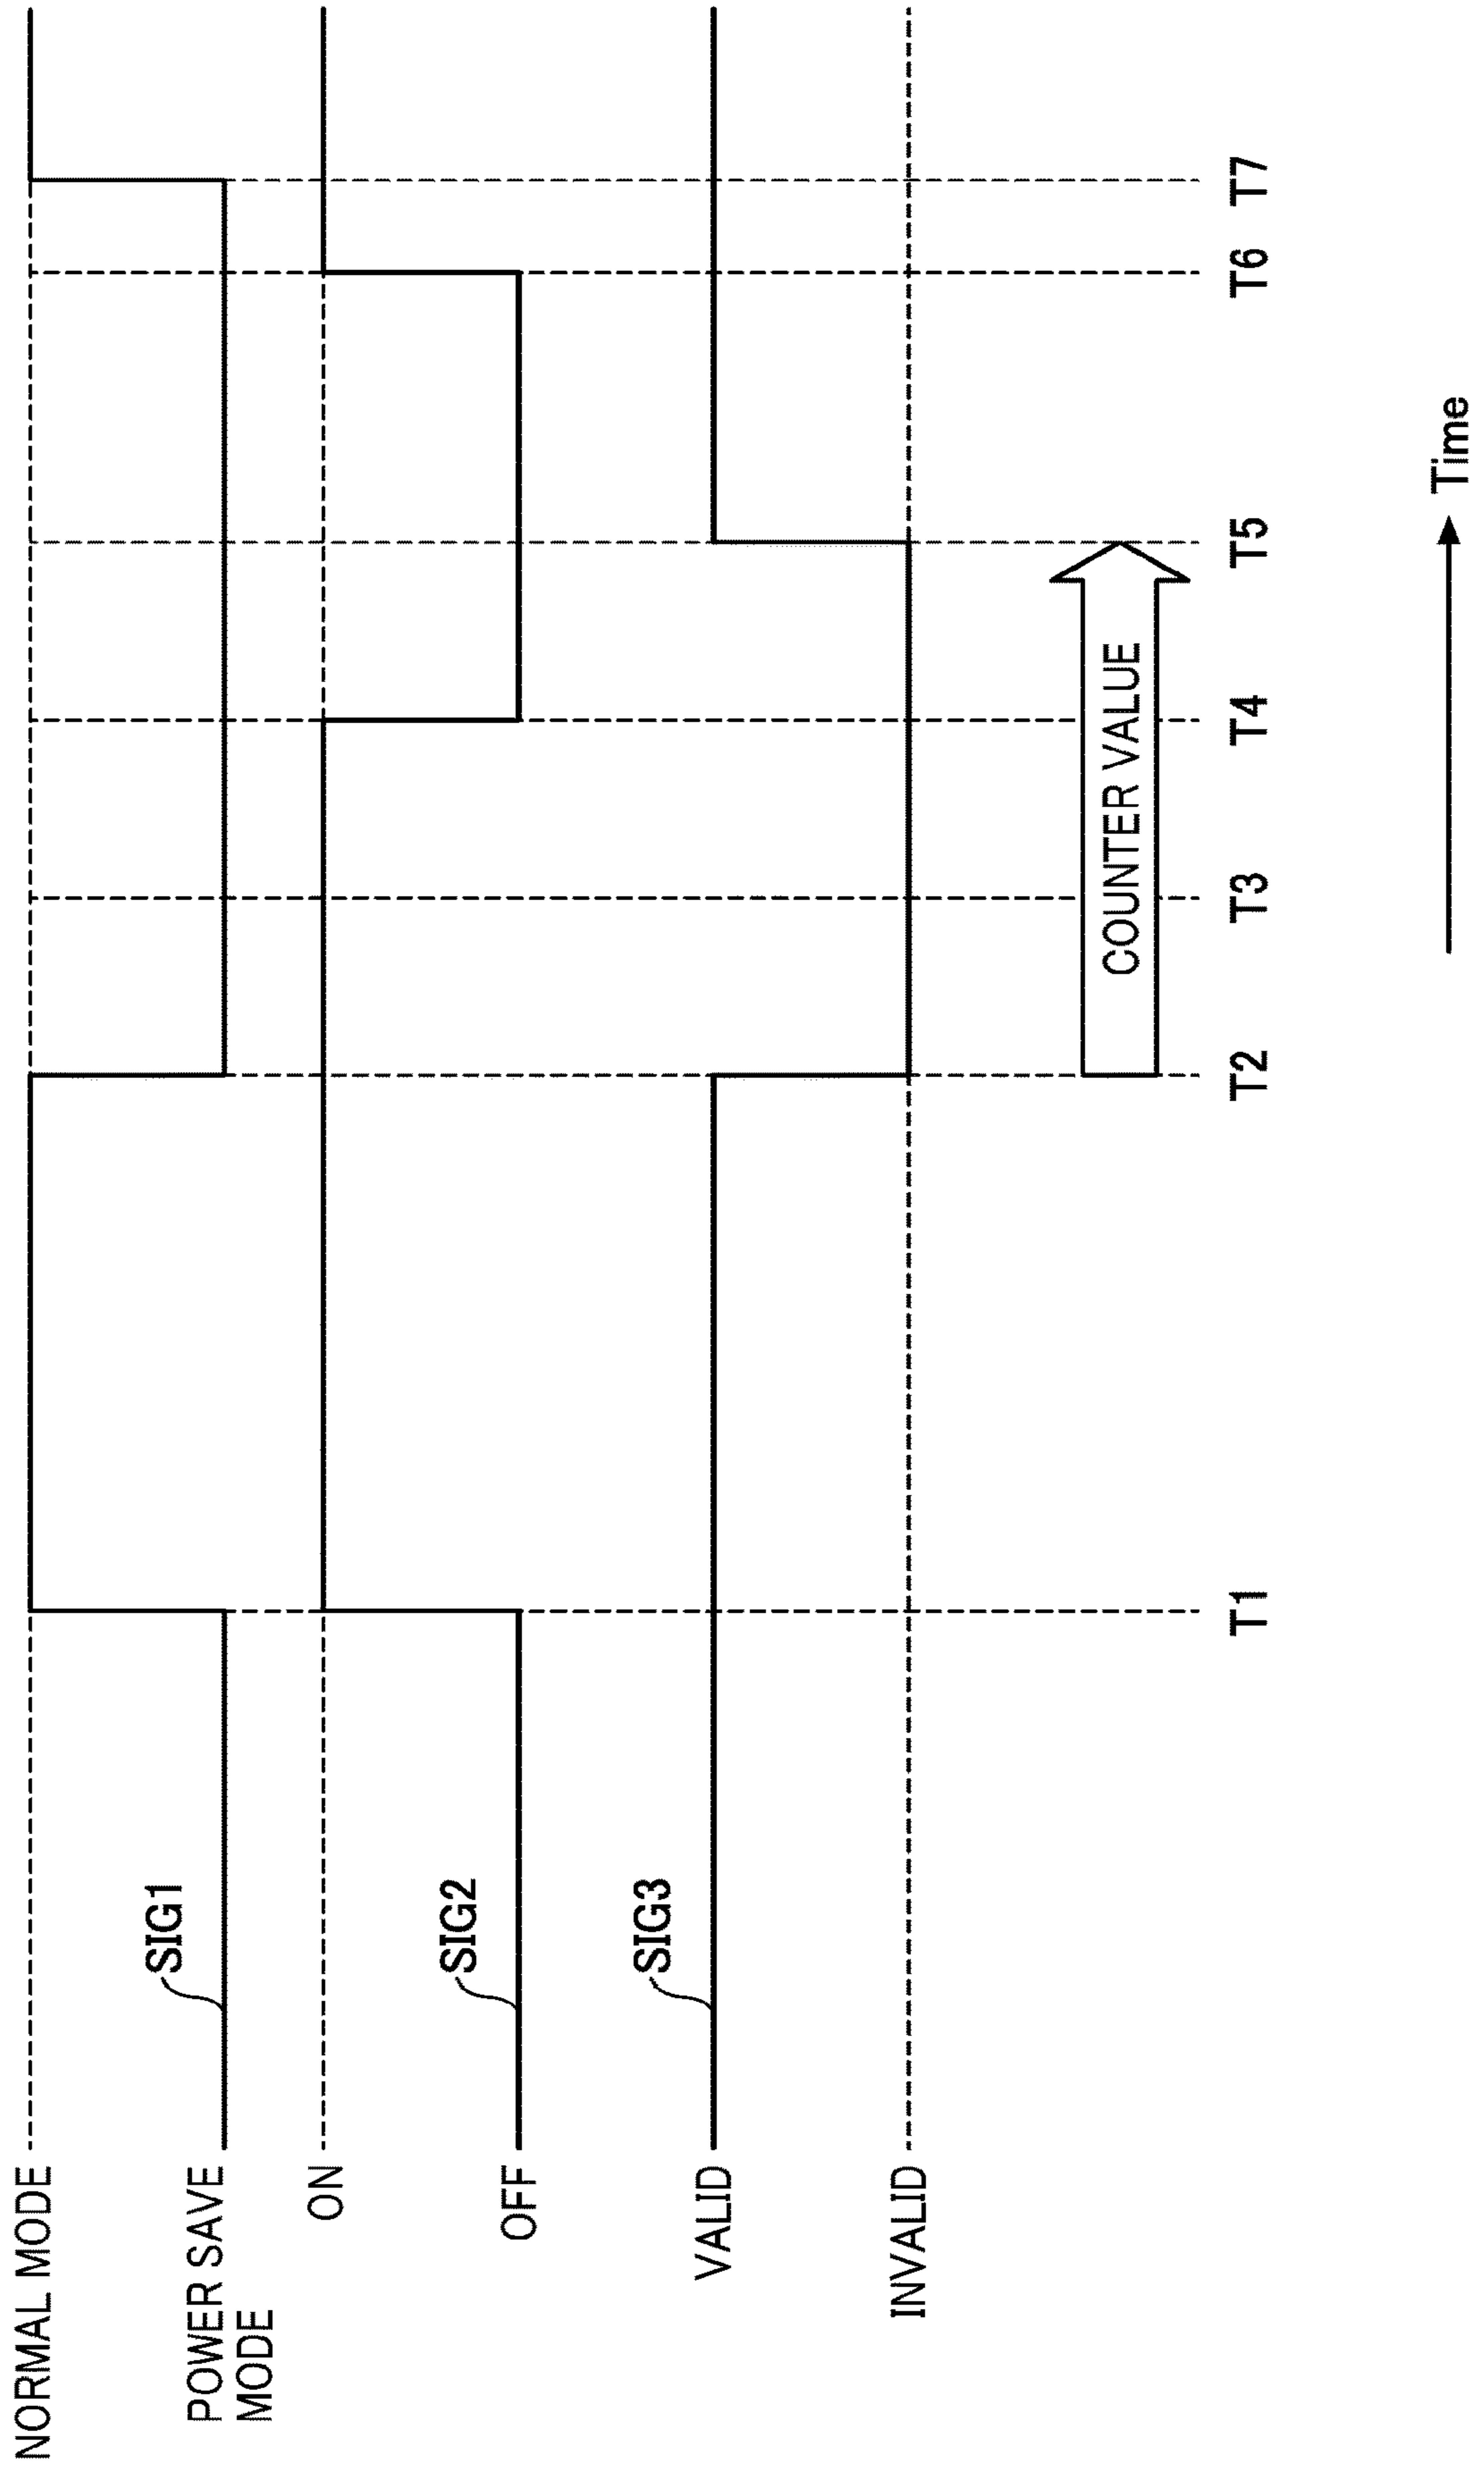 NORMAL MODE
POWER SAVE
MODE
SIG1
ON
OFF
SIG2
VALID
SIG3
INVALID
COUNTER VALUE
T1
T2
T3
T4
T5
T6
T7
Time